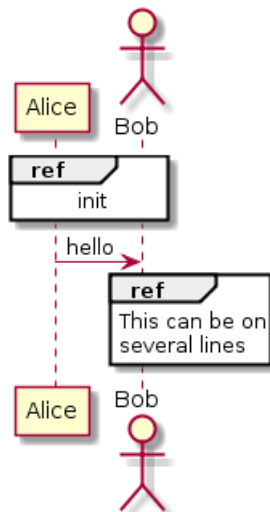 Alice
Bob
ref
init
hello
ref
This can be on
several lines
Alice
Bob